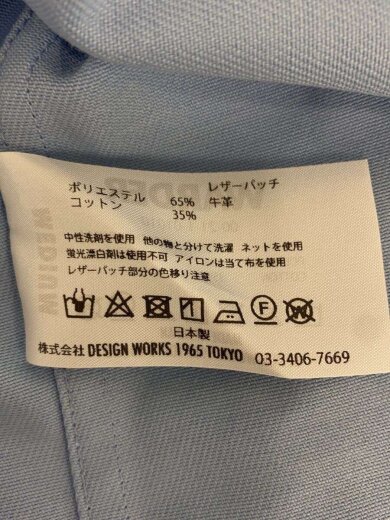 ポリエステル 65% レザーパッチ
コットン 35% 牛革
中性洗剤を使用 他の物と分けて洗濯 ネットを使用
蛍光漂白剤は使用不可 アイロンは当て布を使用
レザーパッチ部分の色移り注意
F W
日本製
株式会社 DESIGN WORKS 1965 TOKYO 03-3406-7669
MEDIUM